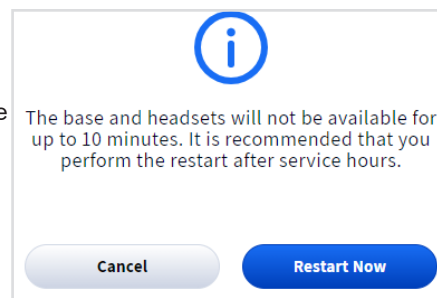 e
The base and headsets will not be available for
up to 10 minutes. It is recommended that you
perform the restart after service hours.
Cancel
Restart Now